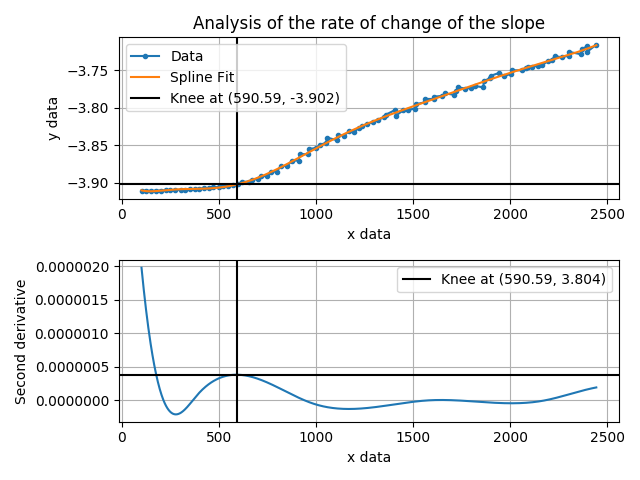 Analysis of the rate of change of the slope
Data
Spline Fit
Knee at (590.59, -3.902)
−3.75
−3.80
−3.85
−3.90
y data
0
500
1000
1500
2000
2500
x data
Knee at (590.59, 3.804)
0.0000020
0.0000015
0.0000010
0.0000005
0.0000000
Second derivative
0
500
1000
1500
2000
2500
x data